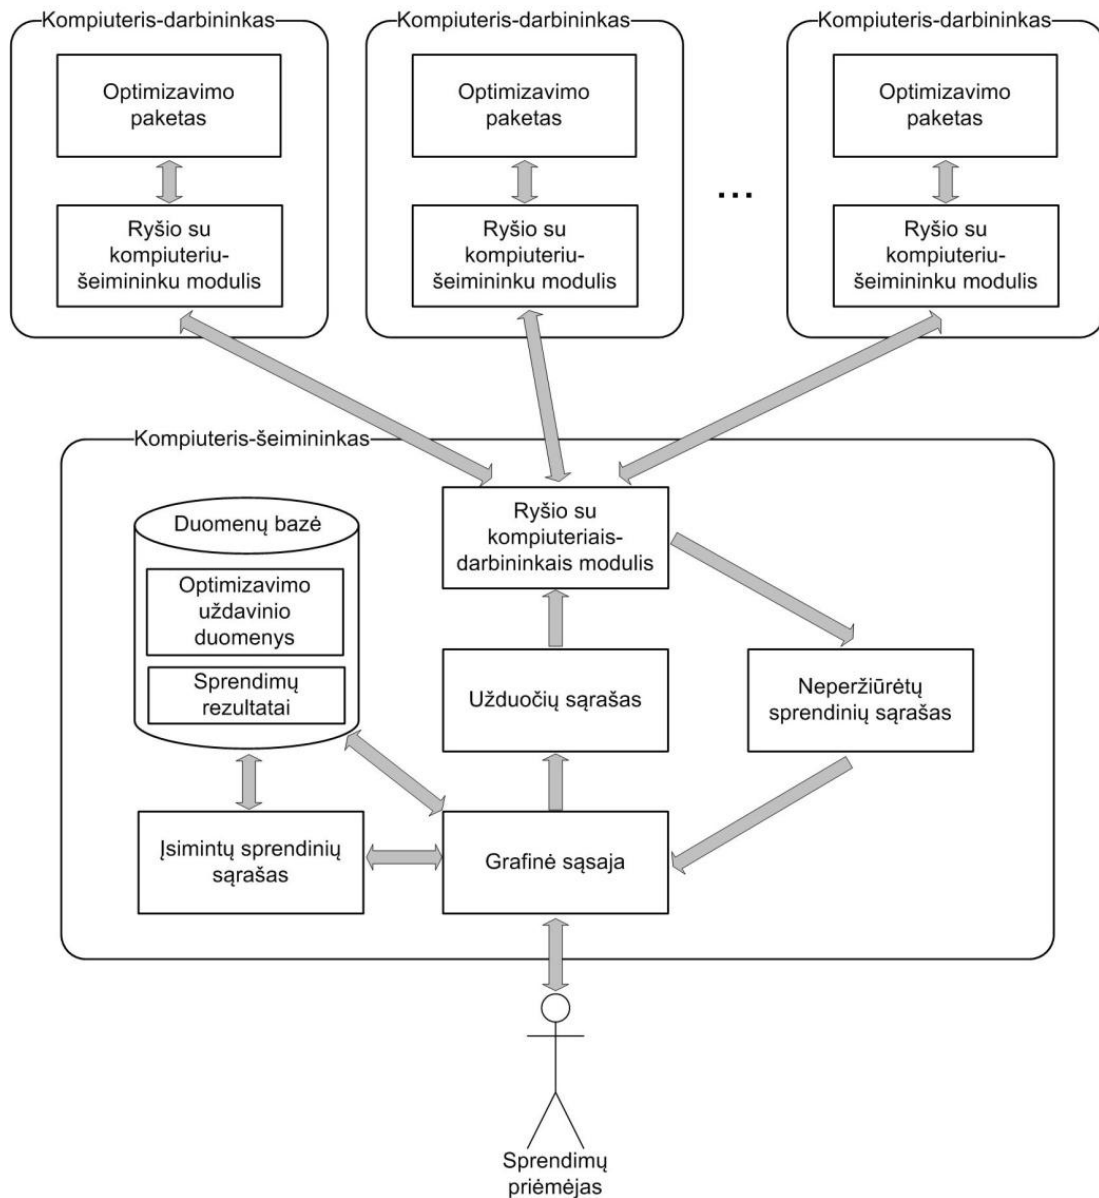 Kompiuteris-darbininkas
Optimizavimo
paketas
Ryšio su
kompiuteriu-
šeimininku modulis
Kompiuteris-darbininkas
Optimizavimo
paketas
Ryšio su
kompiuteriu-
šeimininku modulis
...
Kompiuteris-darbininkas
Optimizavimo
paketas
Ryšio su
kompiuteriu-
šeimininku modulis
Kompiuteris-šeimininkas
Duomenų bazė
Optimizavimo
uždavinio
duomenys
Sprendimų
rezultatai
Ryšio su
kompiuteriais-
darbininkais modulis
Užduočių sąrašas
Neperžiūrėtų
sprendinių sąrašas
Įsimintų sprendinių
sąrašas
Grafinė sąsaja
Sprendimų
priėmėjas